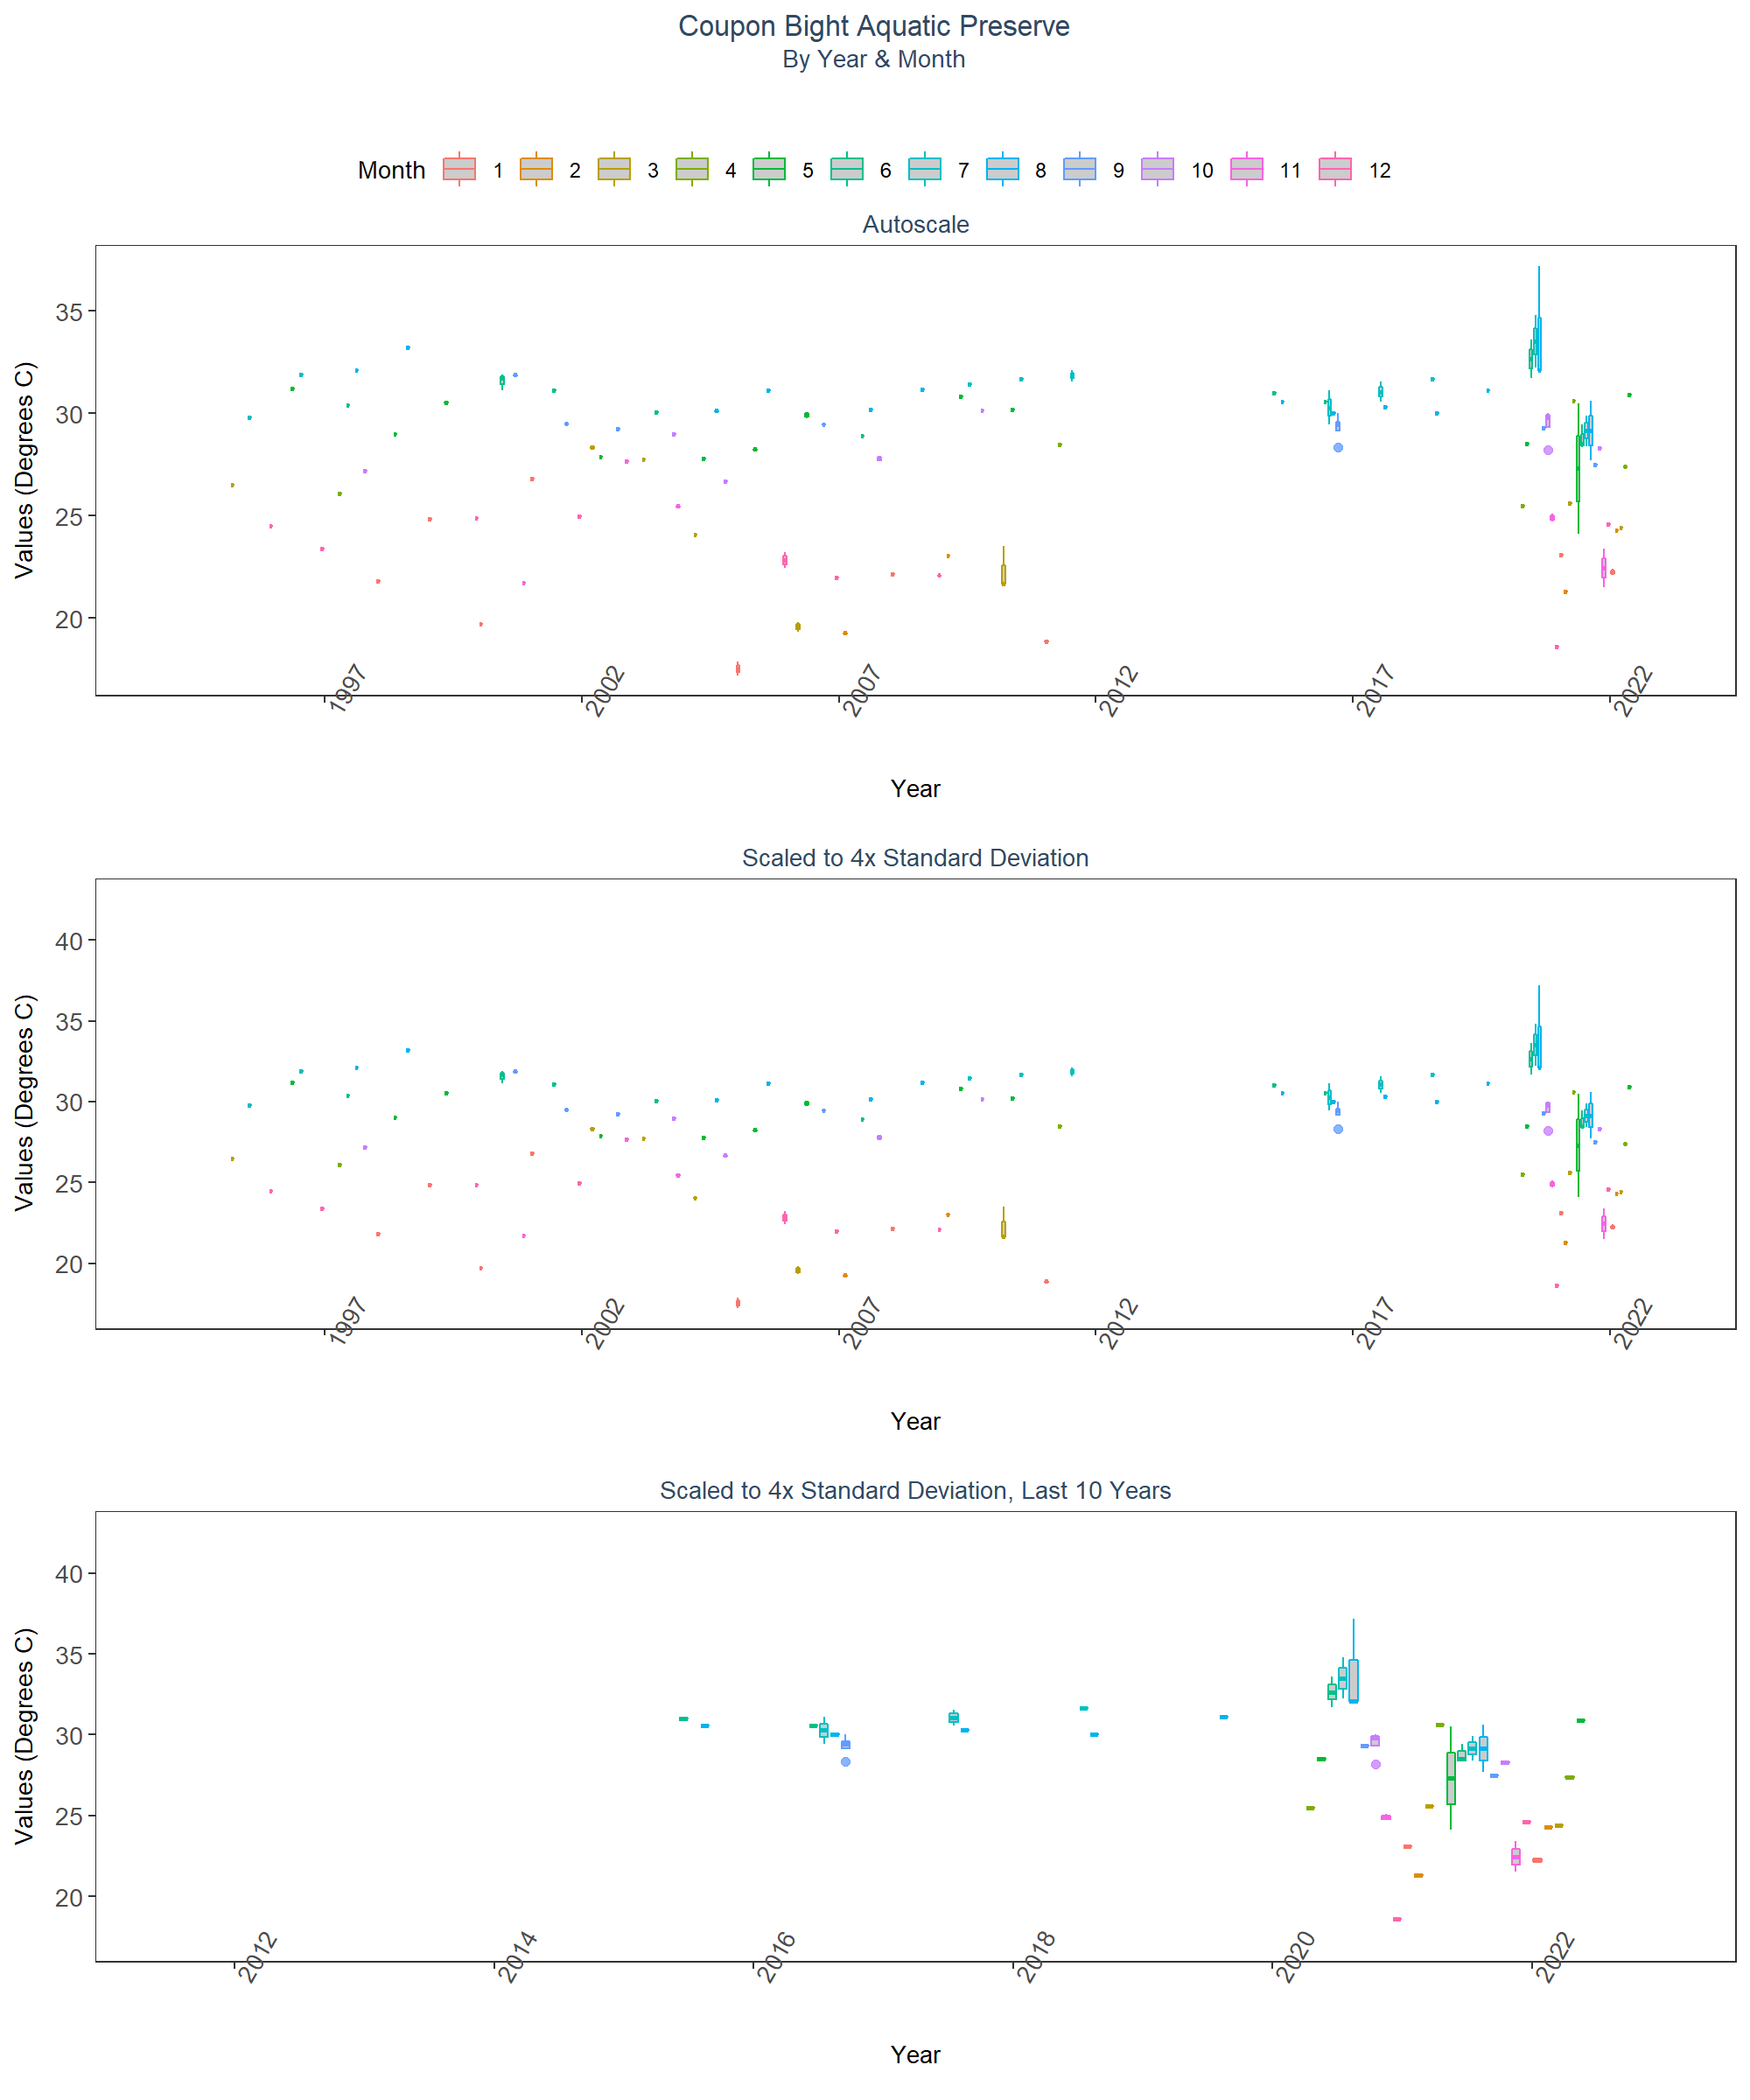 Coupon Bight Aquatic Preserve
By Year & Month
Month 1 2 3 4 5 6 7 8 9 10 11 12
Autoscale
Values (Degrees C)
35
30
25
20
1997 2002 2007 2012 2017 2022
Year
Scaled to 4x Standard Deviation
Values (Degrees C)
40
35
30
25
20
1997 2002 2007 2012 2017 2022
Year
Scaled to 4x Standard Deviation, Last 10 Years
Values (Degrees C)
40
35
30
25
20
2012 2014 2016 2018 2020 2022
Year